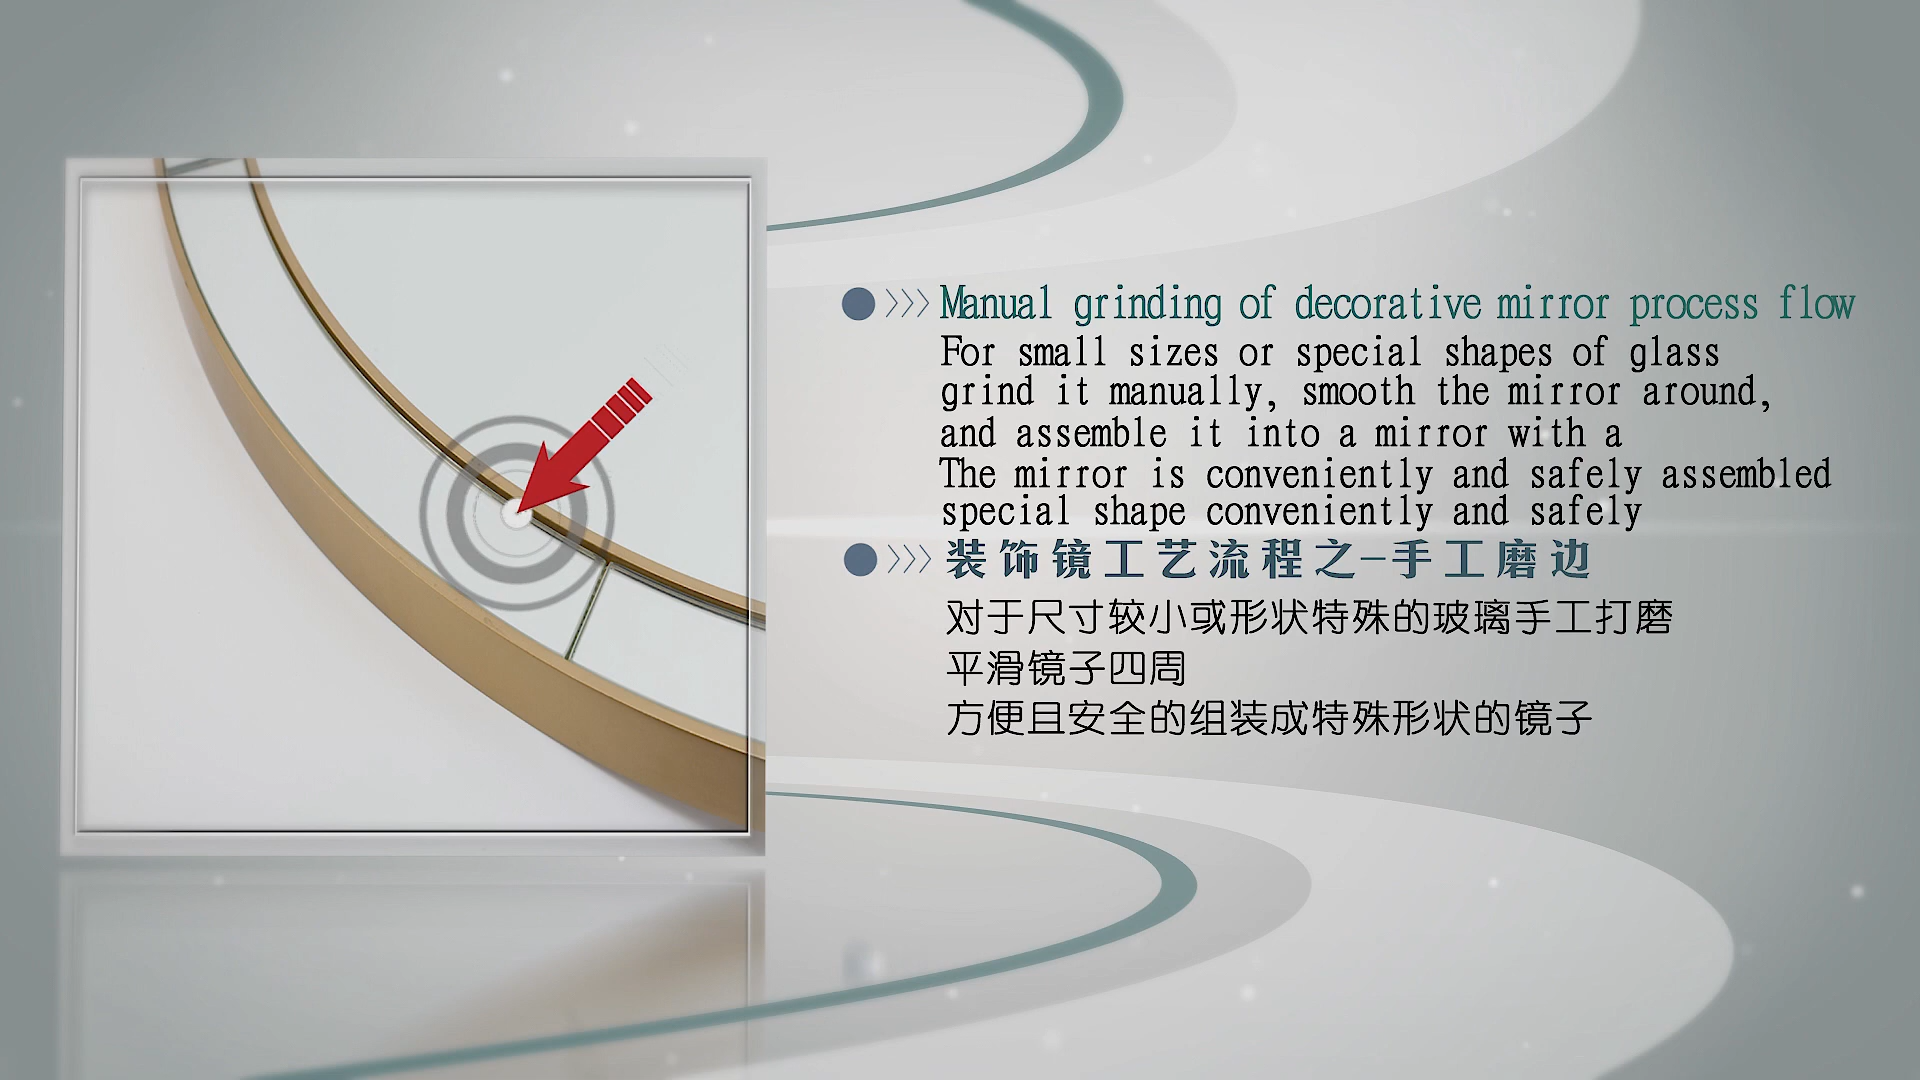 Manual grinding of decorative mirror process flow
For small sizes or special shapes of glass
grind it manually, smooth the mirror around,
and assemble it into a mirror with a
The mirror is conveniently and safely assembled
special shape conveniently and safely
装饰镜工艺流程之-手工磨边
对于尺寸较小或形状特殊的玻璃手工打磨
平滑镜子四周
方便且安全的组装成特殊形状的镜子